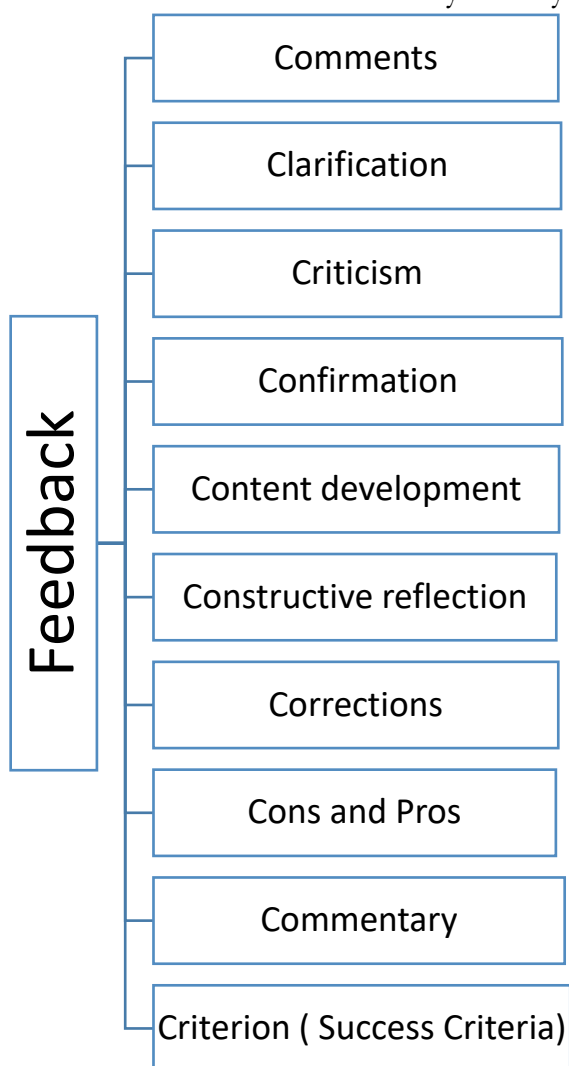 Comments
Clarification
Criticism
Confirmation
Feedback
Content development
Constructive reflection
Corrections
Cons and Pros
Commentary
Criterion ( Success Criteria)